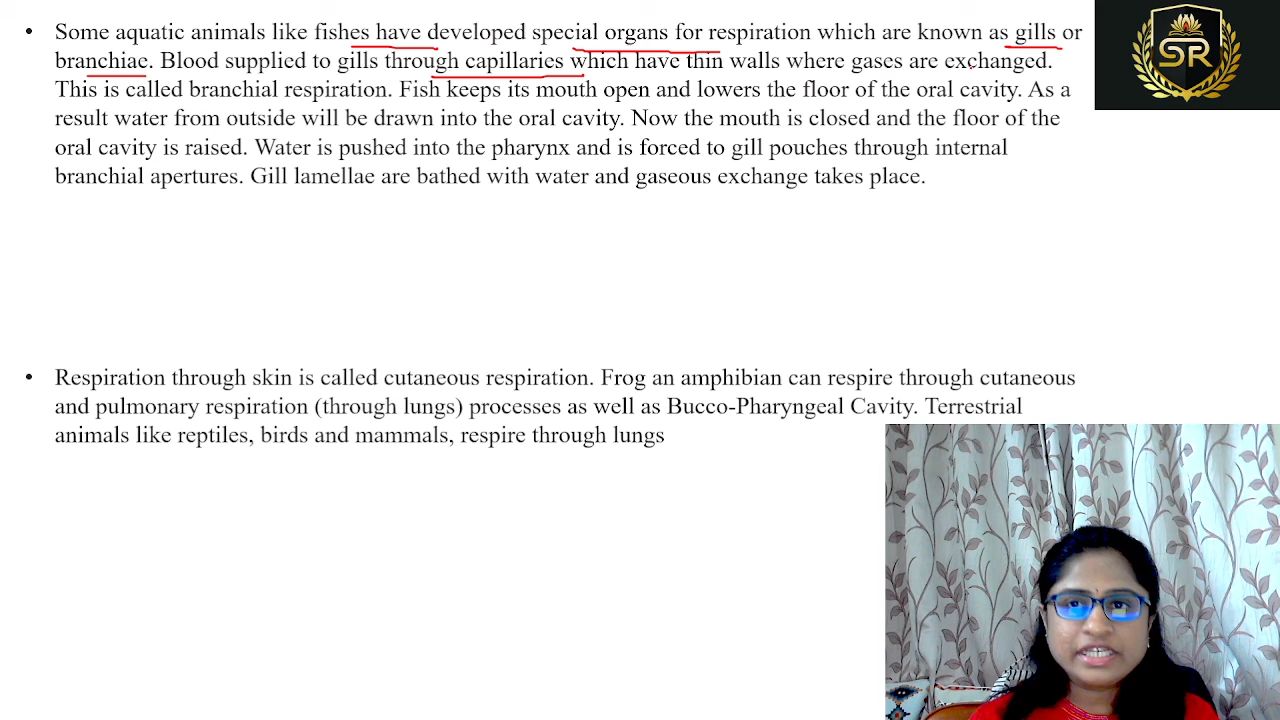 • Some aquatic animals like fishes have developed special organs for respiration which are known as gills or
branchiae. Blood supplied to gills through capillaries which have thin walls where gases are exchanged.
This is called branchial respiration. Fish keeps its mouth open and lowers the floor of the oral cavity. As a
result water from outside will be drawn into the oral cavity. Now the mouth is closed and the floor of the
oral cavity is raised. Water is pushed into the pharynx and is forced to gill pouches through internal
branchial apertures. Gill lamellae are bathed with water and gaseous exchange takes place.
SR
• Respiration through skin is called cutaneous respiration. Frog an amphibian can respire through cutaneous
and pulmonary respiration (through lungs) processes as well as Bucco-Pharyngeal Cavity. Terrestrial
animals like reptiles, birds and mammals, respire through lungs